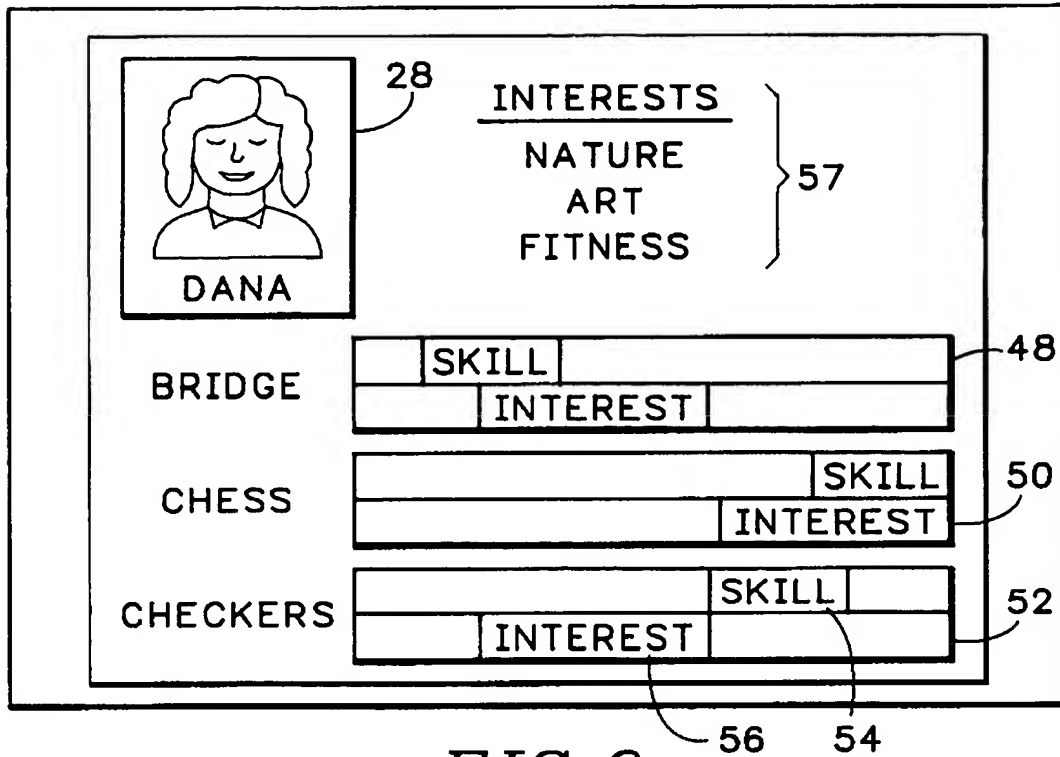 28
INTERESTS
NATURE
ART
FITNESS
57
DANA
BRIDGE
SKILL
INTEREST
48
CHESS
SKILL
INTEREST
50
CHECKERS
SKILL
INTEREST
52
56
54